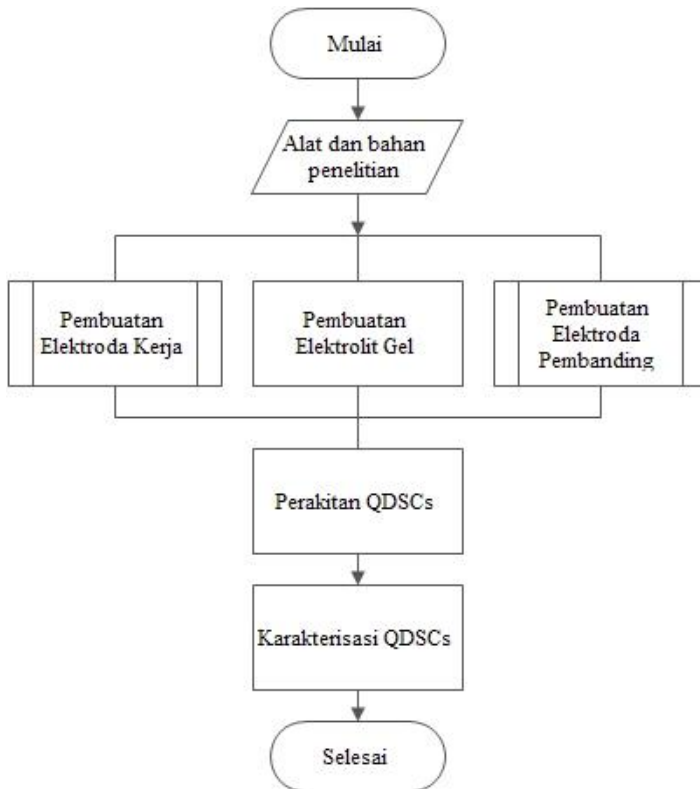 Mulai
Alat dan bahan
penelitian
Pembuatan
Elektroda Kerja
Pembuatan
Elektrolit Gel
Pembuatan
Elektroda
Pembanding
Perakitan QDSCs
Karakterisasi QDSCs
Selesai